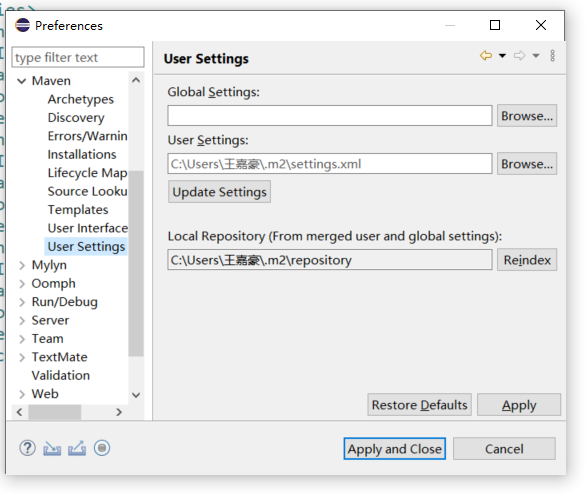 Preferences
type filter text
Maven
Archetypes
Discovery
Errors/Warnin
Installations
Lifecycle Map
Source Looku
Templates
User Interface
User Settings
Mylyn
Oomph
Run/Debug
Server
Team
TextMate
Validation
Web
User Settings
Global Settings:
Browse...
User Settings:
C:\Users\王嘉豪\.m2\settings.xml
Browse...
Update Settings
Local Repository (From merged user and global settings):
C:\Users\王嘉豪\.m2\repository
Reindex
Restore Defaults
Apply
Apply and Close
Cancel